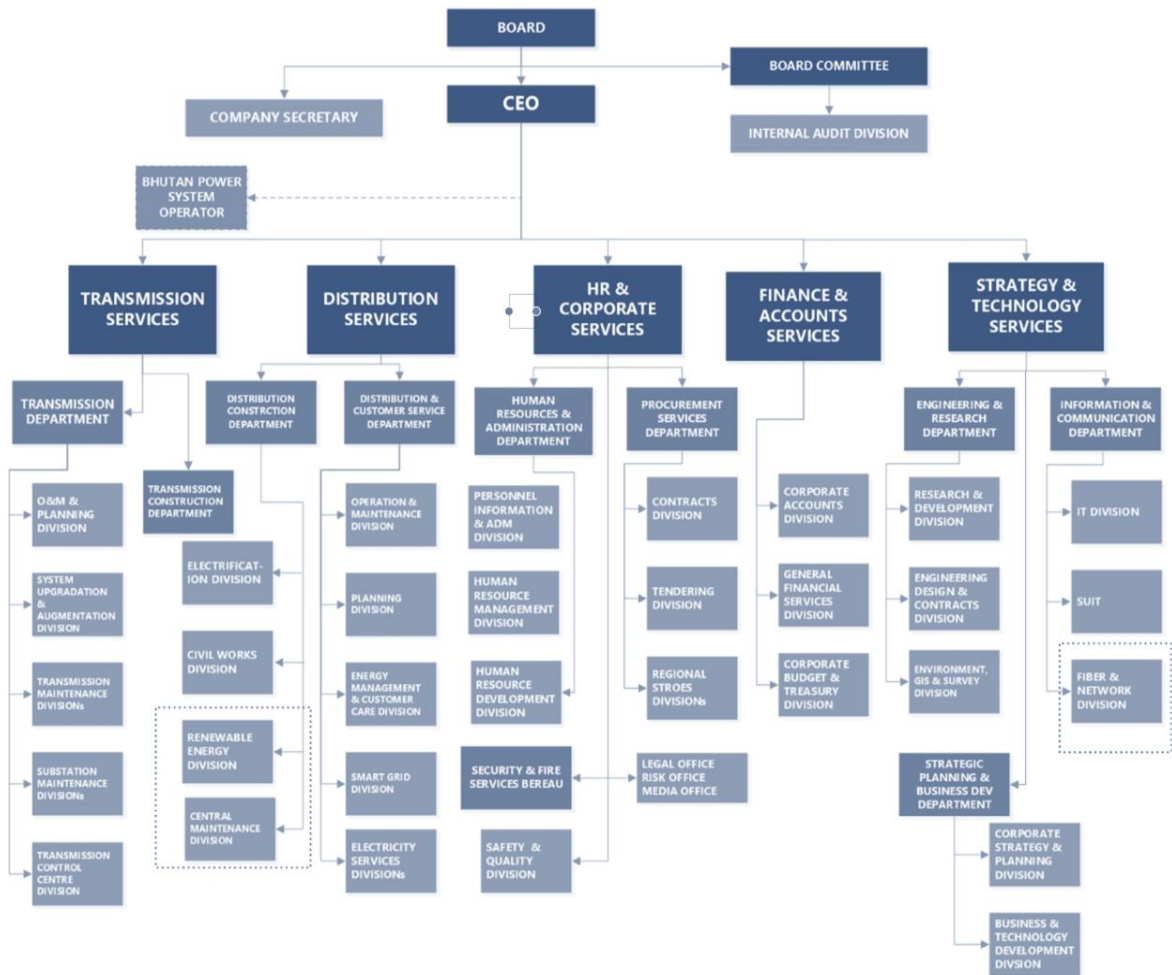 BOARD
BOARD COMMITTEE
CEO
COMPANY SECRETARY
INTERNAL AUDIT DIVISION
BHUTAN POWER
SYSTEM
OPERATOR
TRANSMISSION
SERVICES
DISTRIBUTION
SERVICES
HR &
CORPORATE
SERVICES
FINANCE &
ACCOUNTS
SERVICES
STRATEGY &
TECHNOLOGY
SERVICES
TRANSMISSION
DEPARTMENT
TRANSMISSION
CONSTRUCTION
DEPARTMENT
O&M &
PLANNING
DIVISION
SYSTEM
UPGRADATION
&
AUGMENTATION
DIVISION
TRANSMISSION
MAINTENANCE
DIVISIONs
SUBSTATION
MAINTENANCE
DIVISIONs
TRANSMISSION
CONTROL
CENTRE
DIVISION
DISTRIBUTION
CONSTRCTION
DEPARTMENT
ELECTRIFICAT-
ION DIVISION
CIVIL WORKS
DIVISION
RENEWABLE
ENERGY
DIVISION
CENTRAL
MAINTENANCE
DIVISION
DISTRIBUTION &
CUSTOMER SERVICE
DEPARTMENT
OPERATION &
MAINTENANCE
DIVISION
PLANNING
DIVISION
ENERGY
MANAGEMENT
& CUSTOMER
CARE DIVISION
SMART GRID
DIVISION
ELECTRICITY
SERVICES
DIVISIONs
HUMAN
RESOURCES &
ADMINISTRATION
DEPARTMENT
PERSONNEL
INFORMATION
& ADM
DIVISION
HUMAN
RESOURCE
MANAGEMENT
DIVISION
HUMAN
RESOURCE
DEVELOPMENT
DIVISION
SECURITY & FIRE
SERVICES BEREAU
SAFETY & 
QUALITY
DIVISION
PROCUREMENT
SERVICES
DEPARTMENT
CONTRACTS
DIVISION
TENDERING
DIVISION
REGIONAL
STROES
DIVISIONs
LEGAL OFFICE
RISK OFFICE
MEDIA OFFICE
CORPORATE
ACCOUNTS
DIVISION
GENERAL
FINANCIAL
SERVICES
DIVISION
CORPORATE
BUDGET &
TREASURY
DIVISION
ENGINEERING &
RESEARCH
DEPARTMENT
RESEARCH &
DEVELOPMENT
DIVISION
ENGINEERING
DESIGN &
CONTRACTS
DIVISION
ENVIRONMENT,
GIS & SURVEY
DIVISION
STRATEGIC
PLANNING &
BUSINESS DEV
DEPARTMENT
CORPORATE
STRATEGY &
PLANNING
DIVISION
BUSINESS &
TECHNOLOGY
DEVELOPMENT
DIVSION
INFORMATION &
COMMUNICATION
DEPARTMENT
IT DIVISION
SUIT
FIBER &
NETWORK
DIVISION